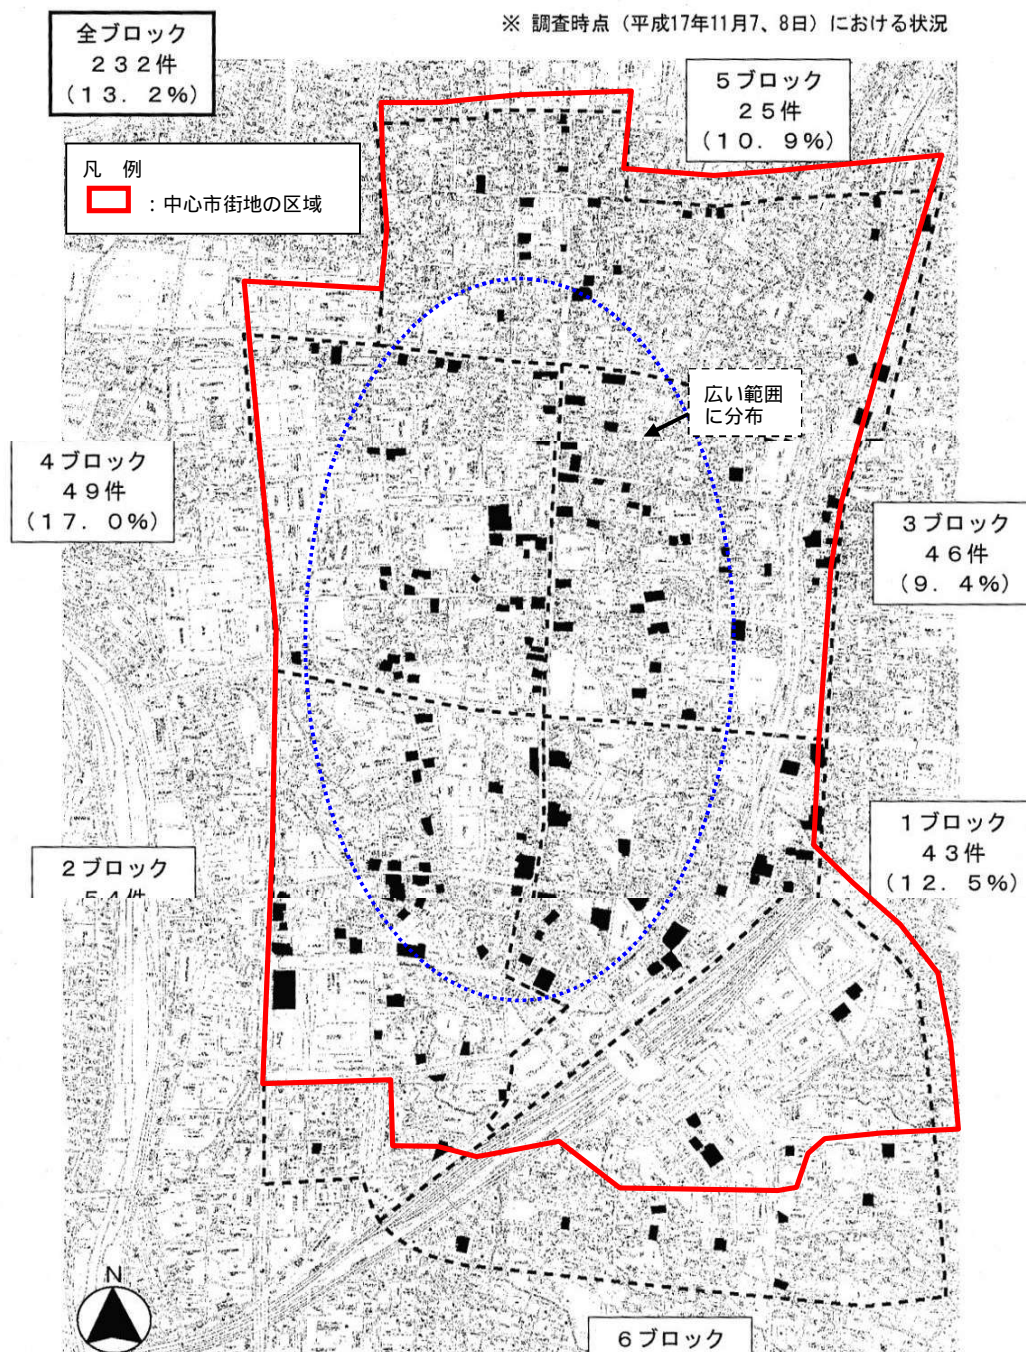 ※ 調査時点（平成17年11月7、8日）における状況
全ブロック
232件
（13. 2%）
5ブロック
25件
（10. 9%）
凡 例
：中心市街地の区域
広い範囲
に分布
4ブロック
49件
（17. 0%）
3ブロック
46件
（9. 4%）
1ブロック
43件
（12. 5%）
2ブロック
N
6ブロック